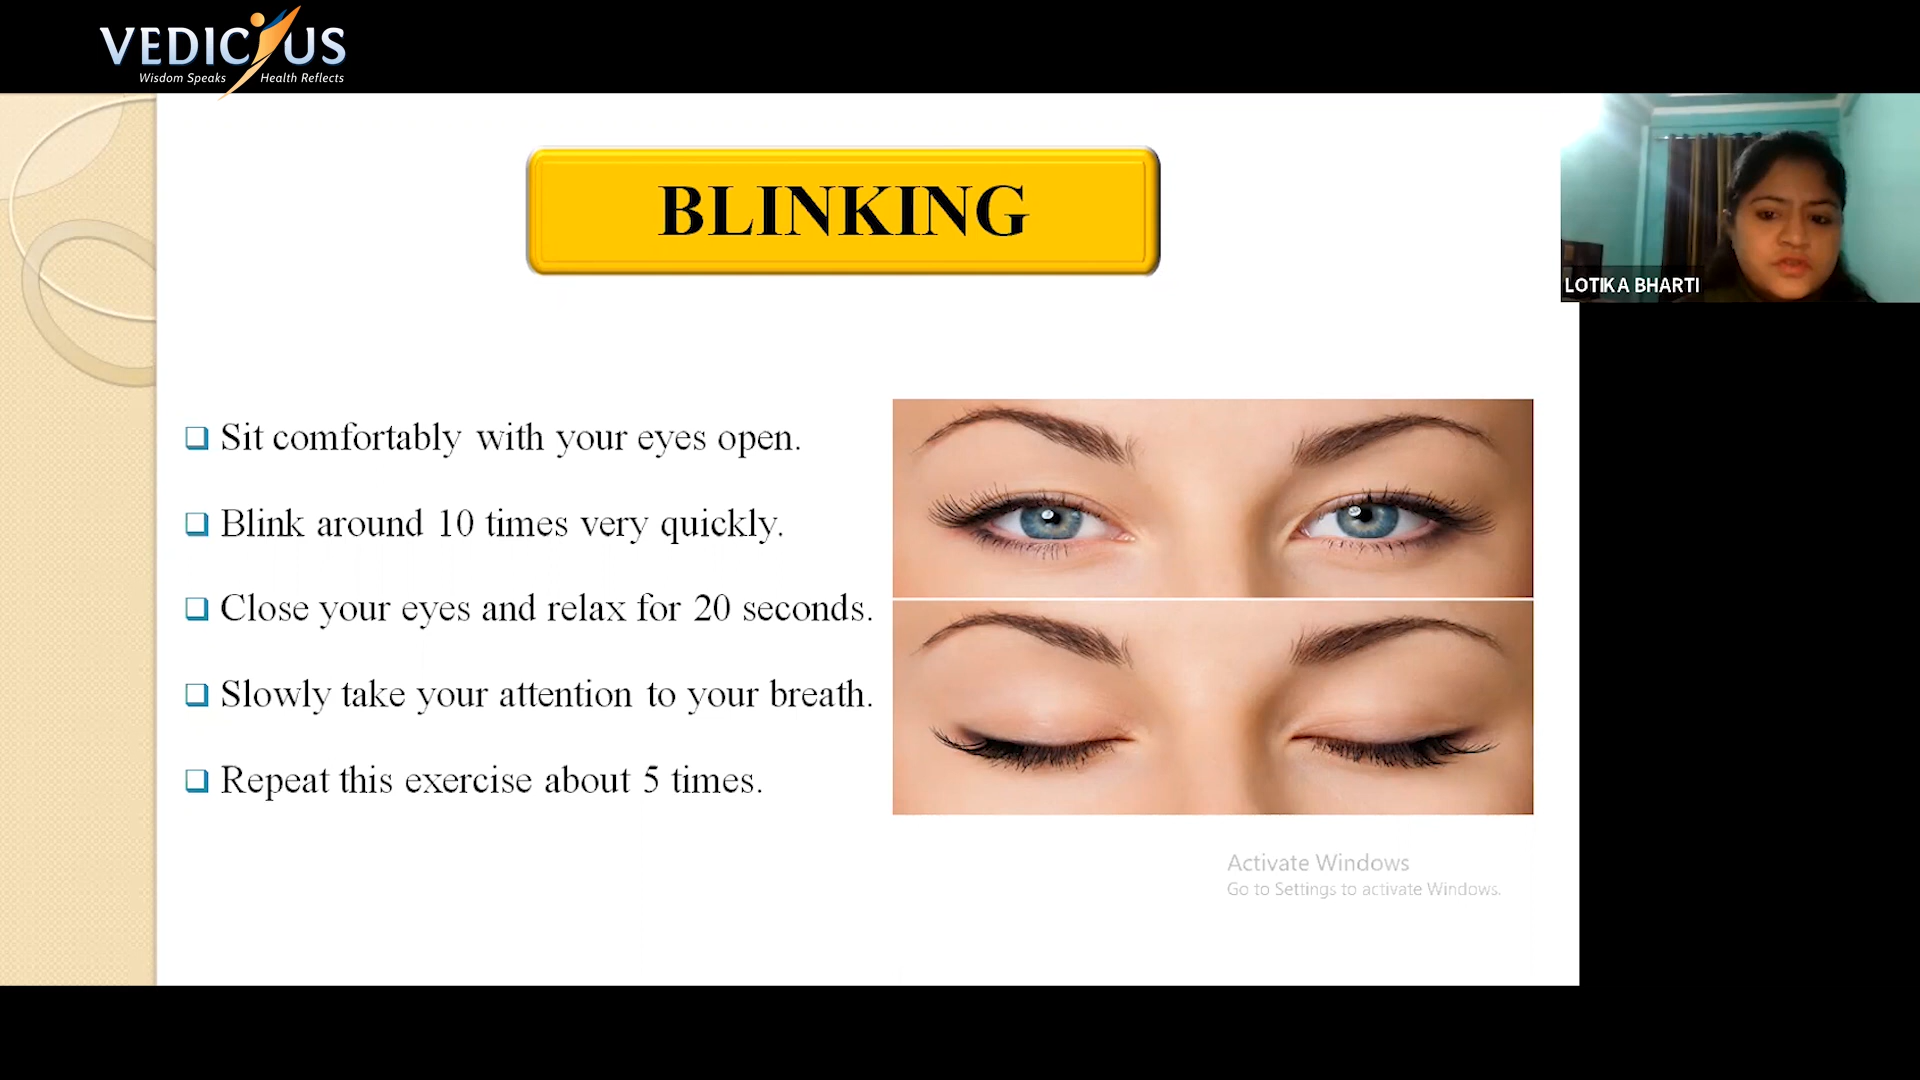 VEDICIUS
Wisdom Speaks Health Reflects
BLINKING
LOTIKA BHARTI
Sit comfortably with your eyes open.
Blink around 10 times very quickly.
Close your eyes and relax for 20 seconds.
Slowly take your attention to your breath.
Repeat this exercise about 5 times.
Activate Windows
Go to Settings to activate Windows.